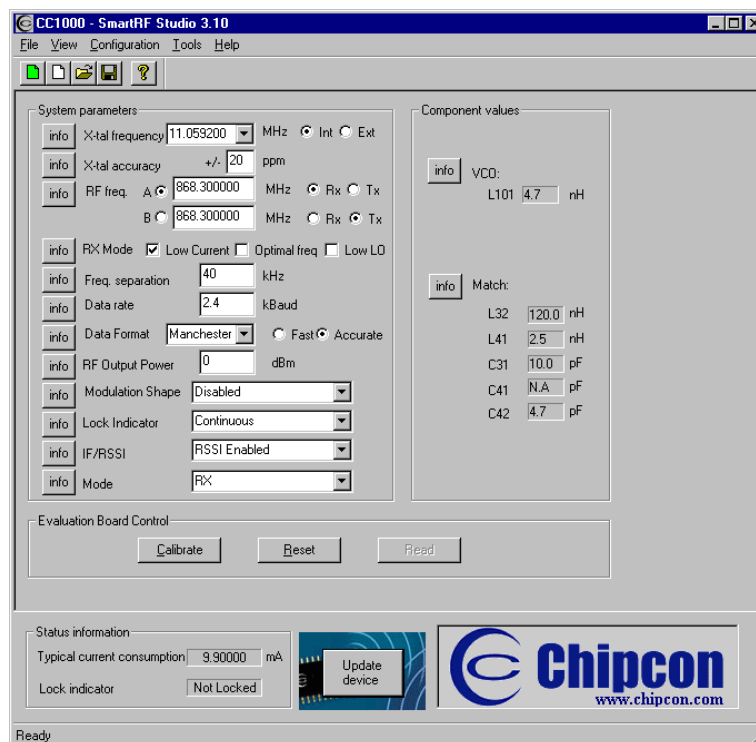 CC1000 - SmartRF Studio 3.10
File View Configuration Tools Help
System parameters
info X-tal frequency 11.059200 MHz Int Ext
info X-tal accuracy +/- 20 ppm
info RF freq. A 868.300000 MHz Rx Tx
B 868.300000 MHz Rx Tx
info RX Mode Low Current Optimal freq Low LO
info Freq. separation 40 kHz
info Data rate 2.4 kBaud
info Data Format Manchester Fast Accurate
info RF Output Power 0 dBm
info Modulation Shape Disabled
info Lock Indicator Continuous
info IF/RSSI RSSI Enabled
info Mode RX
Component values
info VCO:
L101 4.7 nH
info Match:
L32 120.0 nH
L41 2.5 nH
C31 10.0 pF
C41 N.A pF
C42 4.7 pF
Evaluation Board Control
Calibrate Reset Read
Status information
Typical current consumption 9.90000 mA
Lock indicator Not Locked
Update
device
Chipcon
www.chipcon.com
Ready